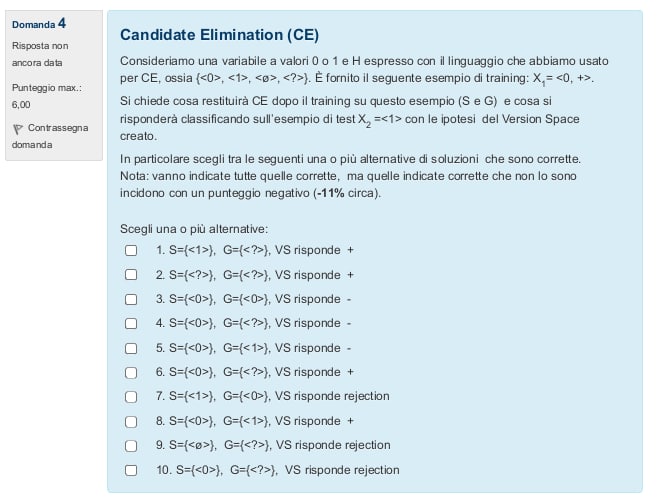 Domanda 4
Risposta non
ancora data
Punteggio max.:
6,00
Contrassegna
domanda
Candidate Elimination (CE)
Consideriamo una variabile a valori 0 o 1 e H espresso con il linguaggio che abbiamo usato
per CE, ossia {<0>, <1>, <ø>, <?>}. È fornito il seguente esempio di training: X1= <0, +>.
Si chiede cosa restituirà CE dopo il training su questo esempio (S e G) e cosa si
risponderà classificando sull'esempio di test X2 =<1> con le ipotesi del Version Space
creato.
In particolare scegli tra le seguenti una o più alternative di soluzioni che sono corrette.
Nota: vanno indicate tutte quelle corrette, ma quelle indicate corrette che non lo sono
incidono con un punteggio negativo (-11% circa).
Scegli una o più alternative:
1. S={<1>}, G={<?>}, VS risponde +
2. S={<?>}, G={<?>}, VS risponde +
3. S={<0>}, G={<0>}, VS risponde -
4. S={<0>}, G={<?>}, VS risponde -
5. S={<0>}, G={<1>}, VS risponde -
6. S={<0>}, G={<?>}, VS risponde +
7. S={<1>}, G={<0>}, VS risponde rejection
8. S={<0>}, G={<1>}, VS risponde +
9. S={<ø>}, G={<?>}, VS risponde rejection
10. S={<0>}, G={<?>}, VS risponde rejection